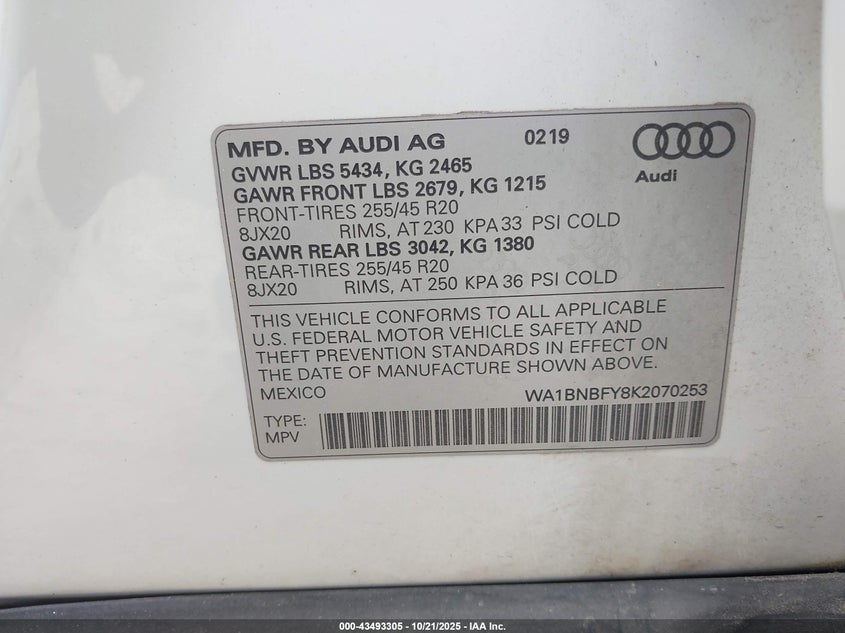 MFD. BY AUDI AG 0219
GVWR LBS 5434, KG 2465
GAWR FRONT LBS 2679, KG 1215
Audi
FRONT-TIRES 255/45 R20
8JX20 RIMS, AT 230 KPA 33 PSI COLD
GAWR REAR LBS 3042, KG 1380
REAR-TIRES 255/45 R20
8JX20 RIMS, AT 250 KPA 36 PSI COLD
THIS VEHICLE CONFORMS TO ALL APPLICABLE
U.S. FEDERAL MOTOR VEHICLE SAFETY AND
THEFT PREVENTION STANDARDS IN EFFECT ON
THE DATE OF MANUFACTURE SHOWN ABOVE.
MEXICO WA1BNBFY8K2070253
TYPE:
MPV
000-43493305 - 10/21/2025 - IAA Inc.